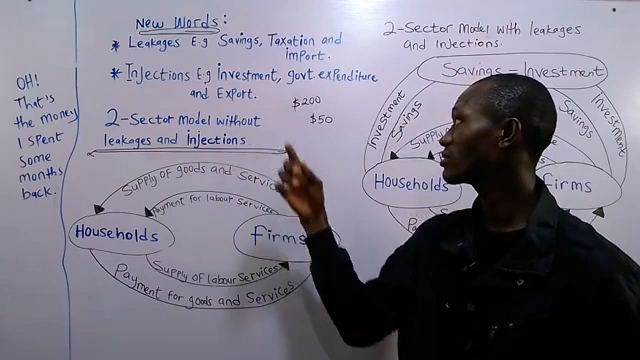 New Words:
* Leakages E.g Savings, Taxation and
import.
* Injections E.g investment, govt expenditure
and Export.
$200
$50
2-Sector model without
leakages and injections
OH!
That's
the money
I spent
some
months
back.
Supply of goods and Servic
Payment for labour Services
Households
firms
Supply of labour Services
Payment for goods and Services
2-Sector Model with leakages
and injections.
Savings - Investment
Investment
Savings
Supply
Investment
Households
firms